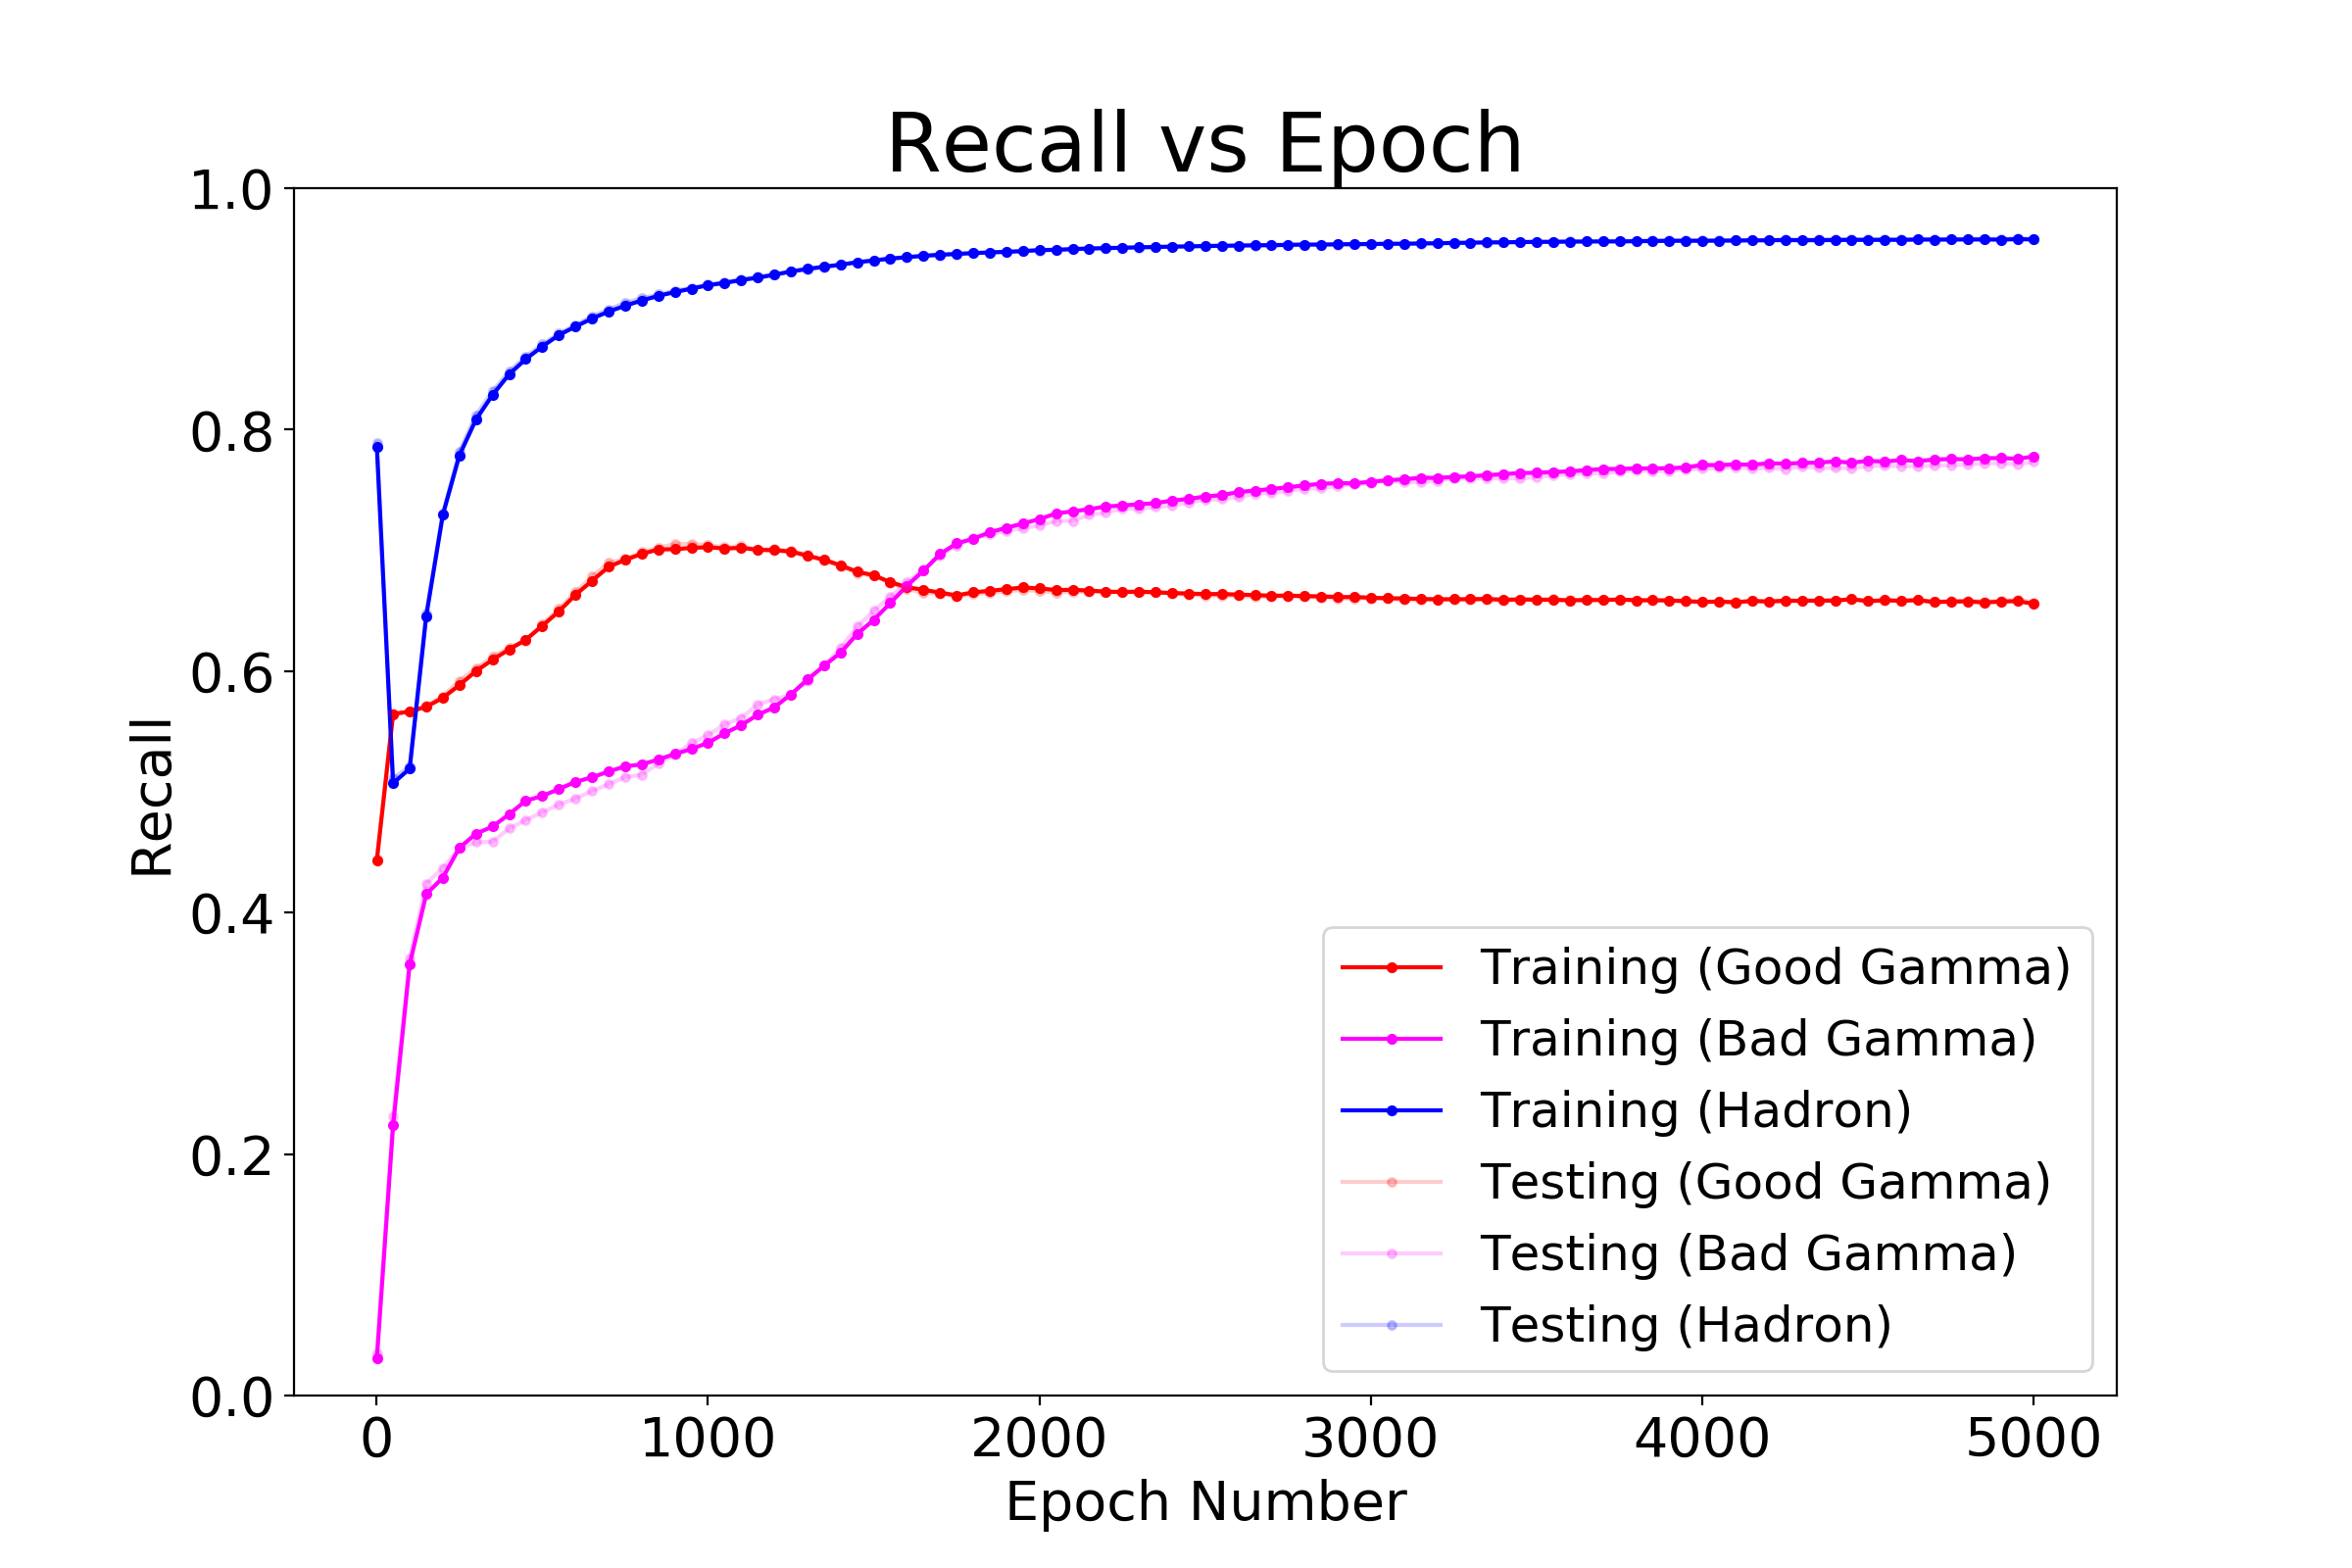 Recall vs Epoch
1.0
0.8
0.6
0.4
0.2
0.0
Recall
0 1000 2000 3000 4000 5000
Epoch Number
Training (Good Gamma)
Training (Bad Gamma)
Training (Hadron)
Testing (Good Gamma)
Testing (Bad Gamma)
Testing (Hadron)